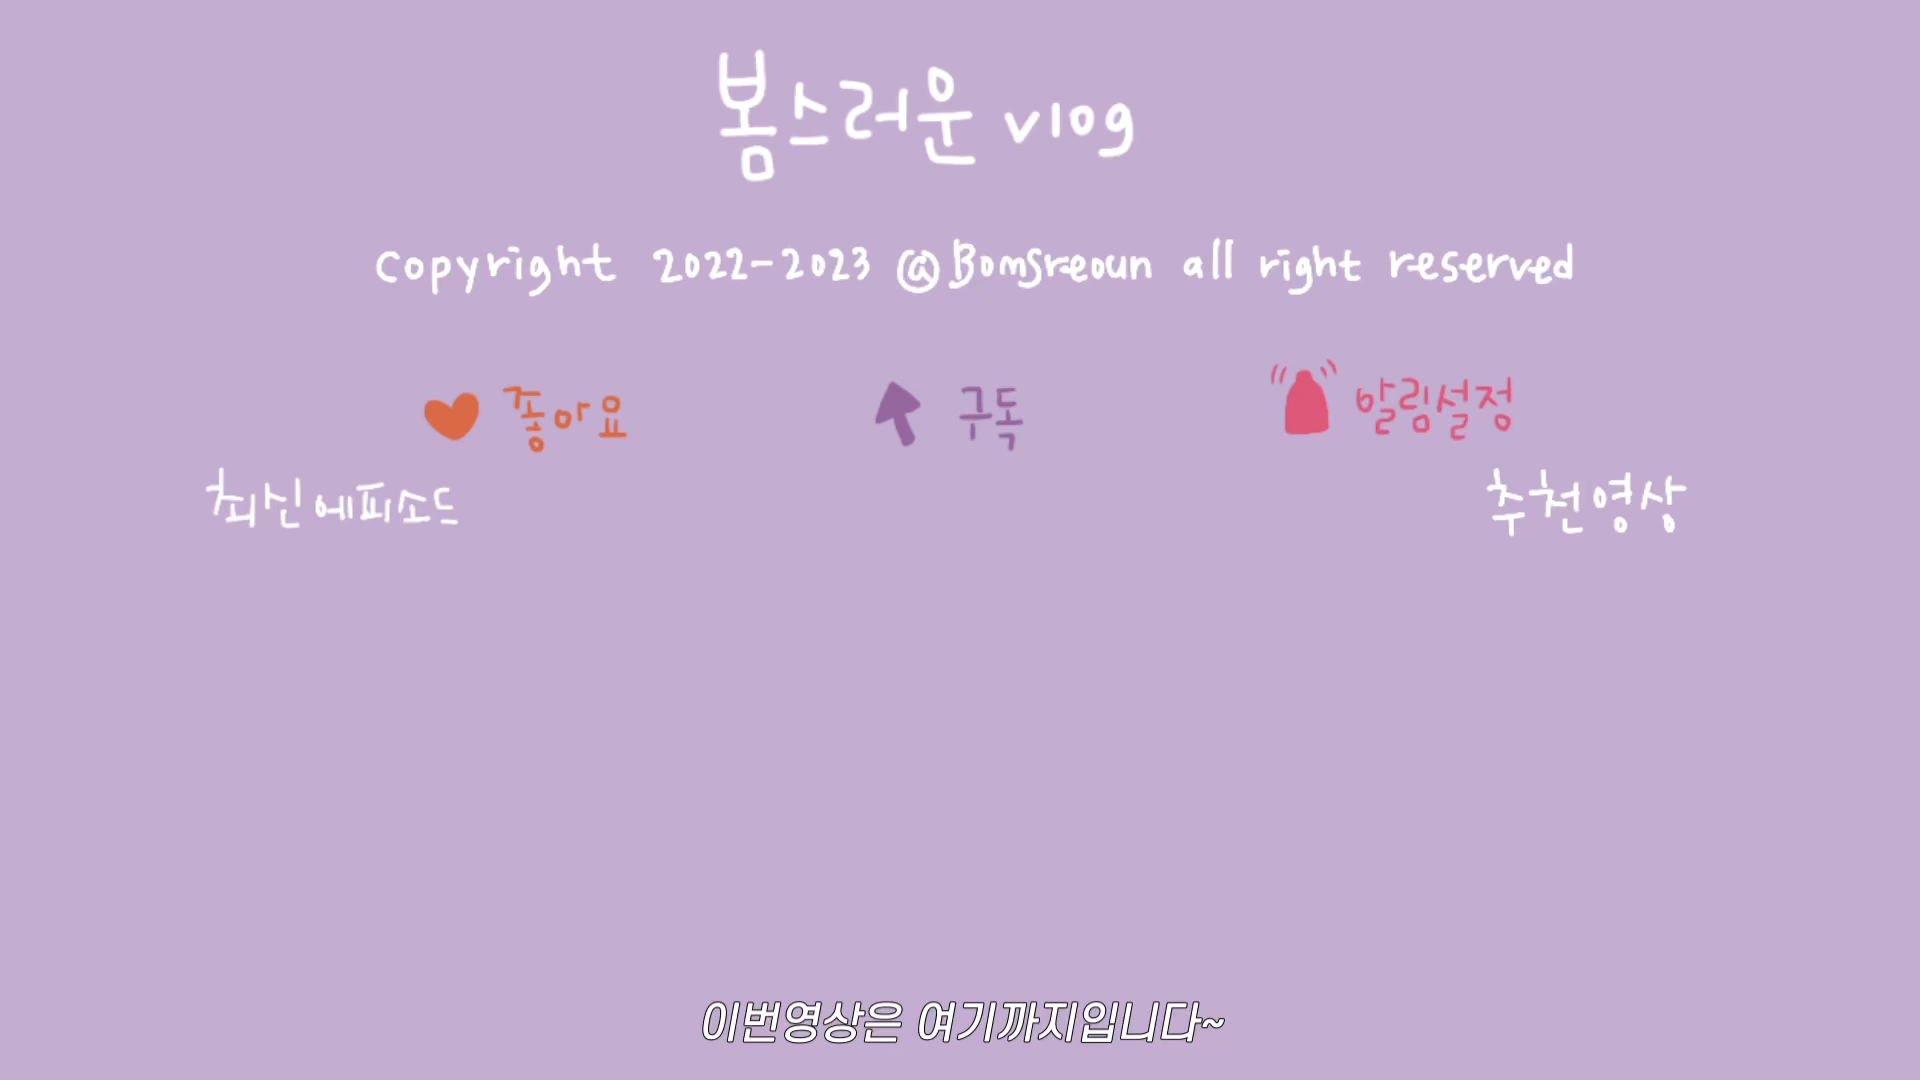 봄스러운 vlog
copyright 2022-2023 @Bomsreoun all right reserved
좋아요 구독 알림설정
최신에피소드 추천영상
이번영상은 여기까지입니다~